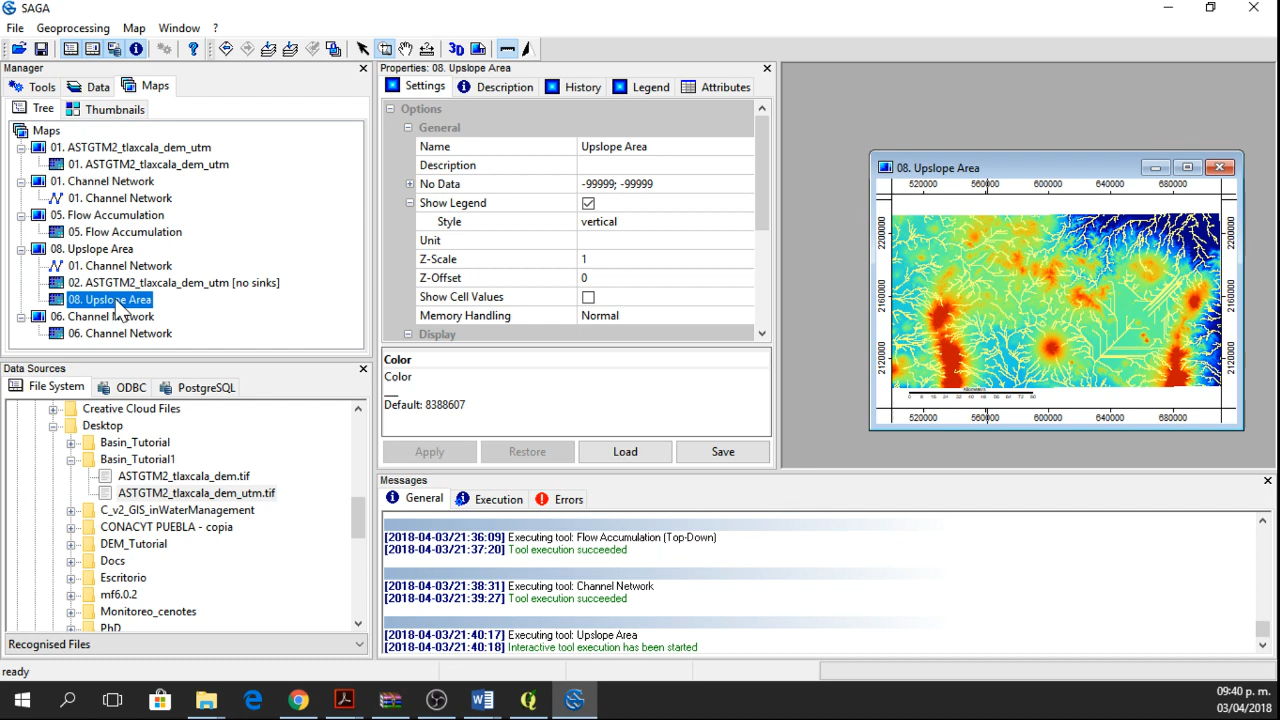 SAGA
File Geoprocessing Map Window ?
Manager
Tools Data Maps
Tree Thumbnails
Maps
01. ASTGTM2_tlaxcala_dem_utm
01. ASTGTM2_tlaxcala_dem_utm
01. Channel Network
01. Channel Network
05. Flow Accumulation
05. Flow Accumulation
08. Upslope Area
01. Channel Network
02. ASTGTM2_tlaxcala_dem_utm [no sinks]
08. Upslope Area
06. Channel Network
06. Channel Network
Data Sources
File System ODBC PostgreSQL
Creative Cloud Files
Desktop
Basin_Tutorial
Basin_Tutorial1
ASTGTM2_tlaxcala_dem.tif
ASTGTM2_tlaxcala_dem_utm.tif
C_v2_GIS_inWaterManagement
CONACYT PUEBLA - copia
DEM_Tutorial
Docs
Escritorio
mf6.0.2
Monitoreo_cenotes
PhD
Recognised Files
Properties: 08. Upslope Area
Settings Description History Legend Attributes
Options
General
Name Upslope Area
Description
No Data -99999; -99999
Show Legend
Style vertical
Unit
Z-Scale 1
Z-Offset 0
Show Cell Values
Memory Handling Normal
Display
Color
Color
Default: 8388607
Apply Restore Load Save
08. Upslope Area
520000 560000 600000 640000 680000
2200000 2200000
2160000 2160000
2120000 2120000
520000 560000 600000 640000 680000
Messages
General Execution Errors
[2018-04-03/21:36:09] Executing tool: Flow Accumulation (Top-Down)
[2018-04-03/21:37:20] Tool execution succeeded
[2018-04-03/21:38:31] Executing tool: Channel Network
[2018-04-03/21:39:27] Tool execution succeeded
[2018-04-03/21:40:17] Executing tool: Upslope Area
[2018-04-03/21:40:18] Interactive tool execution has been started
ready
09:40 p. m.
03/04/2018